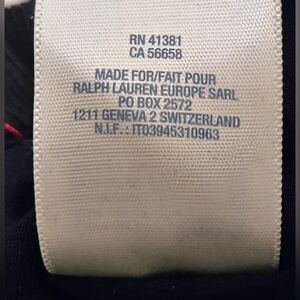 RN 41381
CA 56658
MADE FOR/FAIT POUR
RALPH LAUREN EUROPE SARL
PO BOX 2572
1211 GENEVA 2 SWITZERLAND
N.I.F. : IT03945310963